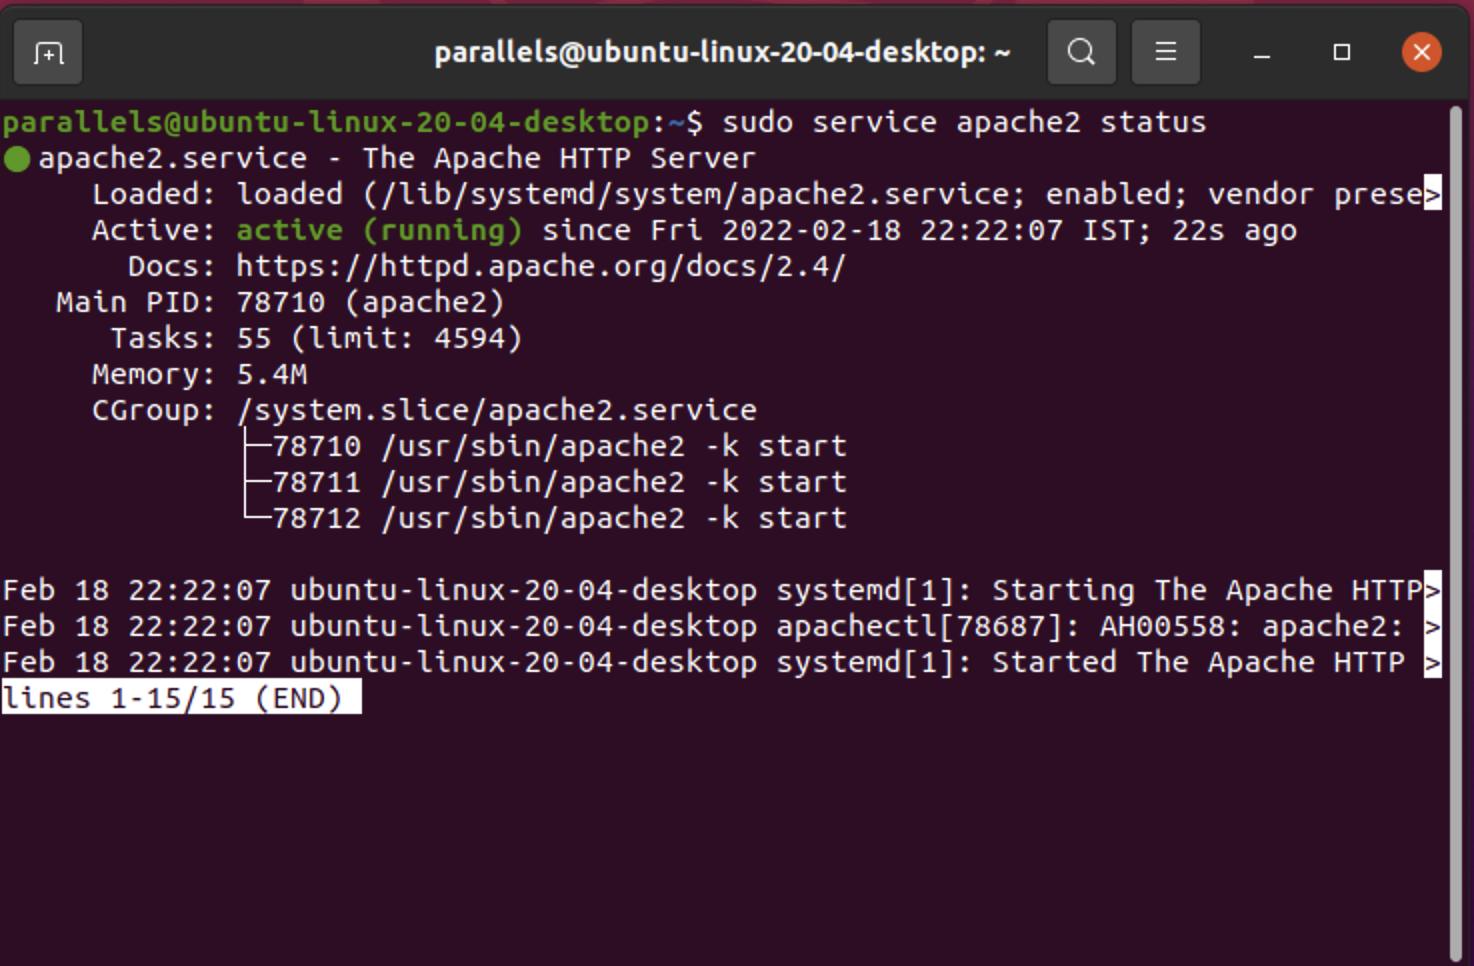 parallels@ubuntu-linux-20-04-desktop: ~
parallels@ubuntu-linux-20-04-desktop:~$ sudo service apache2 status
● apache2.service - The Apache HTTP Server
     Loaded: loaded (/lib/systemd/system/apache2.service; enabled; vendor prese>
     Active: active (running) since Fri 2022-02-18 22:22:07 IST; 22s ago
       Docs: https://httpd.apache.org/docs/2.4/
   Main PID: 78710 (apache2)
      Tasks: 55 (limit: 4594)
     Memory: 5.4M
     CGroup: /system.slice/apache2.service
             ├─78710 /usr/sbin/apache2 -k start
             ├─78711 /usr/sbin/apache2 -k start
             └─78712 /usr/sbin/apache2 -k start
Feb 18 22:22:07 ubuntu-linux-20-04-desktop systemd[1]: Starting The Apache HTTP>
Feb 18 22:22:07 ubuntu-linux-20-04-desktop apachectl[78687]: AH00558: apache2: >
Feb 18 22:22:07 ubuntu-linux-20-04-desktop systemd[1]: Started The Apache HTTP >
lines 1-15/15 (END)